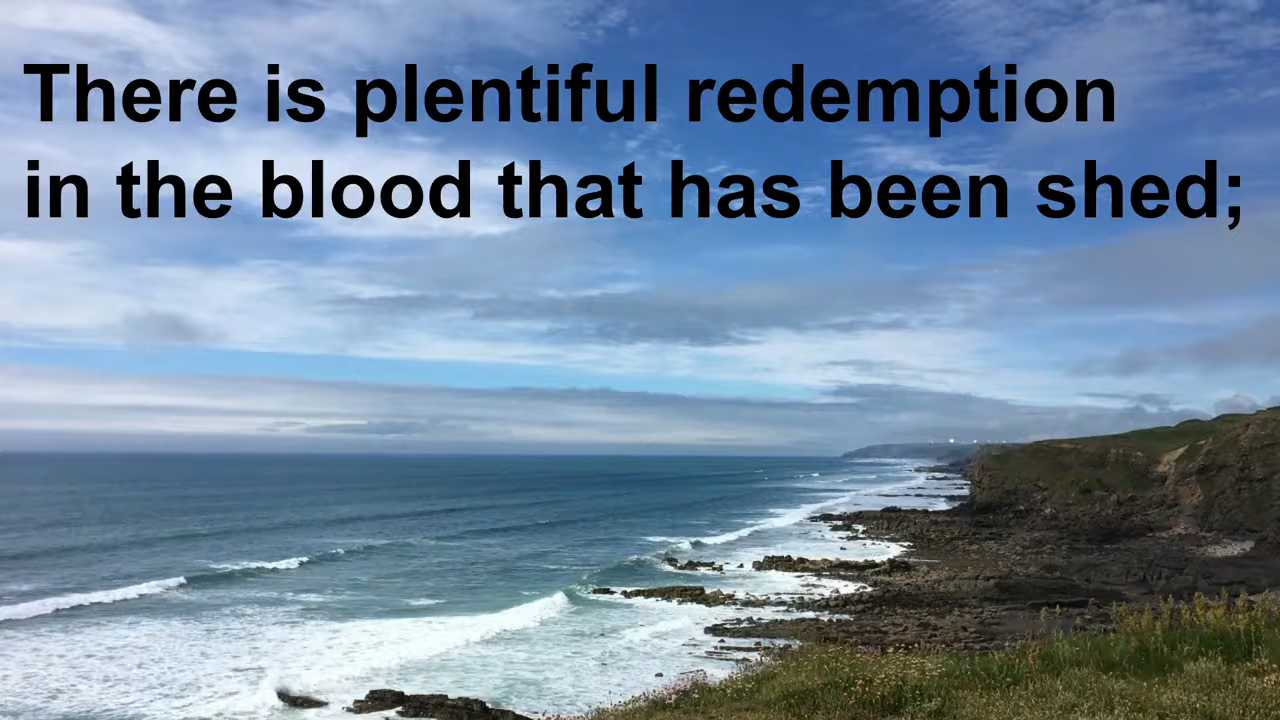 There is plentiful redemption
in the blood that has been shed;